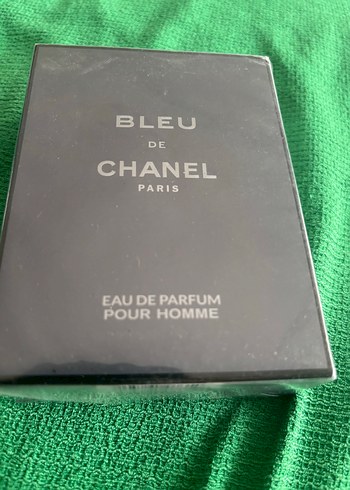 BLEU
DE
CHANEL
PARIS
EAU DE PARFUM
POUR HOMME